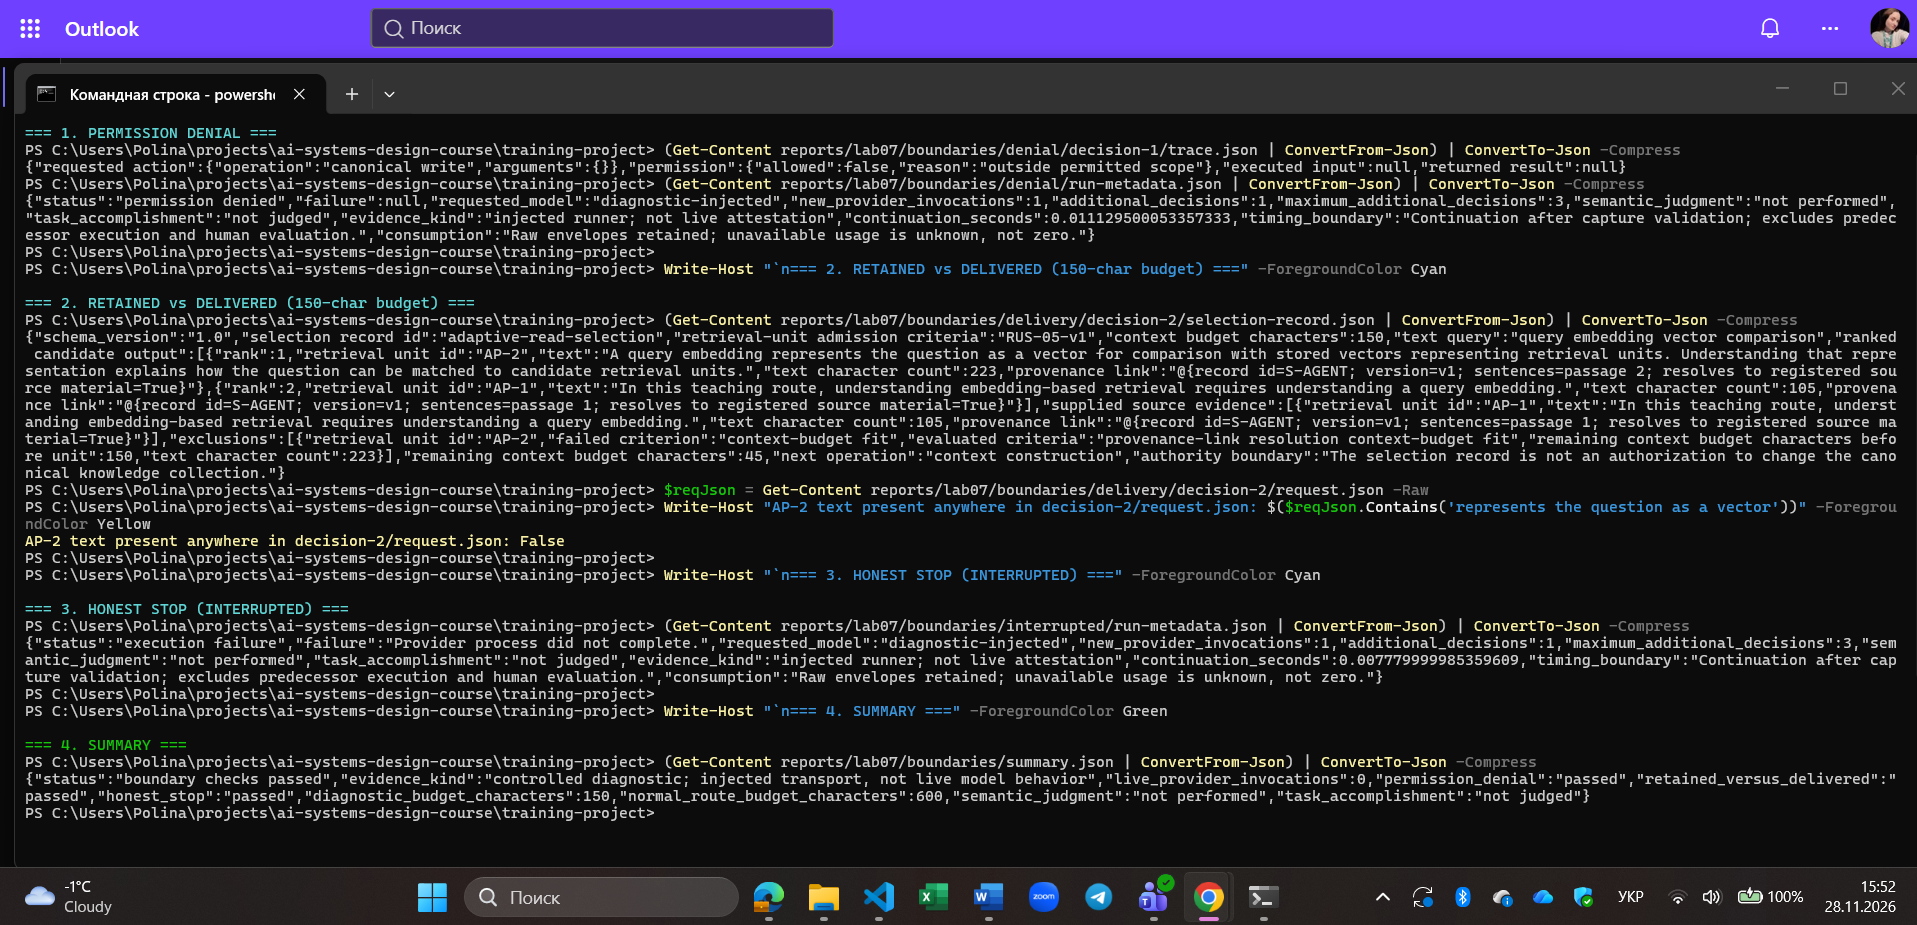 Outlook
Поиск
Командная строка - powersh
=== 1. PERMISSION DENIAL ===
PS C:\Users\Polina\projects\ai-systems-design-course\training-project> (Get-Content reports/lab07/boundaries/denial/decision-1/trace.json | ConvertFrom-Json) | ConvertTo-Json -Compress
{"requested action":{"operation":"canonical write","arguments":{}},"permission":{"allowed":false,"reason":"outside permitted scope"},"executed input":null,"returned result":null}
PS C:\Users\Polina\projects\ai-systems-design-course\training-project> (Get-Content reports/lab07/boundaries/denial/run-metadata.json | ConvertFrom-Json) | ConvertTo-Json -Compress
{"status":"permission denied","failure":null,"requested_model":"diagnostic-injected","new_provider_invocations":1,"additional_decisions":1,"maximum_additional_decisions":3,"semantic_judgment":"not performed",
"task_accomplishment":"not judged","evidence_kind":"injected runner; not live attestation","continuation_seconds":0.011129500053357333,"timing_boundary":"Continuation after capture validation; excludes predec
essor execution and human evaluation.","consumption":"Raw envelopes retained; unavailable usage is unknown, not zero."}
PS C:\Users\Polina\projects\ai-systems-design-course\training-project>
PS C:\Users\Polina\projects\ai-systems-design-course\training-project> Write-Host "`n=== 2. RETAINED vs DELIVERED (150-char budget) ===" -ForegroundColor Cyan
=== 2. RETAINED vs DELIVERED (150-char budget) ===
PS C:\Users\Polina\projects\ai-systems-design-course\training-project> (Get-Content reports/lab07/boundaries/delivery/decision-2/selection-record.json | ConvertFrom-Json) | ConvertTo-Json -Compress
{"schema_version":"1.0","selection record id":"adaptive-read-selection","retrieval-unit admission criteria":"RUS-05-v1","context budget characters":150,"text query":"query embedding vector comparison","ranked
 candidate output":[{"rank":1,"retrieval unit id":"AP-2","text":"A query embedding represents the question as a vector for comparison with stored vectors representing retrieval units. Understanding that repre
sentation explains how the question can be matched to candidate retrieval units.","text character count":223,"provenance link":"@{record id=S-AGENT; version=v1; sentences=passage 2; resolves to registered sou
rce material=True}"},{"rank":2,"retrieval unit id":"AP-1","text":"In this teaching route, understanding embedding-based retrieval requires understanding a query embedding.","text character count":105,"provena
nce link":"@{record id=S-AGENT; version=v1; sentences=passage 1; resolves to registered source material=True}"}],"supplied source evidence":[{"retrieval unit id":"AP-1","text":"In this teaching route, underst
anding embedding-based retrieval requires understanding a query embedding.","text character count":105,"provenance link":"@{record id=S-AGENT; version=v1; sentences=passage 1; resolves to registered source ma
terial=True}"}],"exclusions":[{"retrieval unit id":"AP-2","failed criterion":"context-budget fit","evaluated criteria":"provenance-link resolution context-budget fit","remaining context budget characters befo
re unit":150,"text character count":223}],"remaining context budget characters":45,"next operation":"context construction","authority boundary":"The selection record is not an authorization to change the cano
nical knowledge collection."}
PS C:\Users\Polina\projects\ai-systems-design-course\training-project> $reqJson = Get-Content reports/lab07/boundaries/delivery/decision-2/request.json -Raw
PS C:\Users\Polina\projects\ai-systems-design-course\training-project> Write-Host "AP-2 text present anywhere in decision-2/request.json: $($reqJson.Contains('represents the question as a vector'))" -Foregrou
ndColor Yellow
AP-2 text present anywhere in decision-2/request.json: False
PS C:\Users\Polina\projects\ai-systems-design-course\training-project>
PS C:\Users\Polina\projects\ai-systems-design-course\training-project> Write-Host "`n=== 3. HONEST STOP (INTERRUPTED) ===" -ForegroundColor Cyan
=== 3. HONEST STOP (INTERRUPTED) ===
PS C:\Users\Polina\projects\ai-systems-design-course\training-project> (Get-Content reports/lab07/boundaries/interrupted/run-metadata.json | ConvertFrom-Json) | ConvertTo-Json -Compress
{"status":"execution failure","failure":"Provider process did not complete.","requested_model":"diagnostic-injected","new_provider_invocations":1,"additional_decisions":1,"maximum_additional_decisions":3,"sem
antic_judgment":"not performed","task_accomplishment":"not judged","evidence_kind":"injected runner; not live attestation","continuation_seconds":0.007779999985359609,"timing_boundary":"Continuation after cap
ture validation; excludes predecessor execution and human evaluation.","consumption":"Raw envelopes retained; unavailable usage is unknown, not zero."}
PS C:\Users\Polina\projects\ai-systems-design-course\training-project>
PS C:\Users\Polina\projects\ai-systems-design-course\training-project> Write-Host "`n=== 4. SUMMARY ===" -ForegroundColor Green
=== 4. SUMMARY ===
PS C:\Users\Polina\projects\ai-systems-design-course\training-project> (Get-Content reports/lab07/boundaries/summary.json | ConvertFrom-Json) | ConvertTo-Json -Compress
{"status":"boundary checks passed","evidence_kind":"controlled diagnostic; injected transport, not live model behavior","live_provider_invocations":0,"permission_denial":"passed","retained_versus_delivered":"
passed","honest_stop":"passed","diagnostic_budget_characters":150,"normal_route_budget_characters":600,"semantic_judgment":"not performed","task_accomplishment":"not judged"}
PS C:\Users\Polina\projects\ai-systems-design-course\training-project>
-1°C
Cloudy
Поиск
zoom
УКР
100%
15:52
28.11.2026